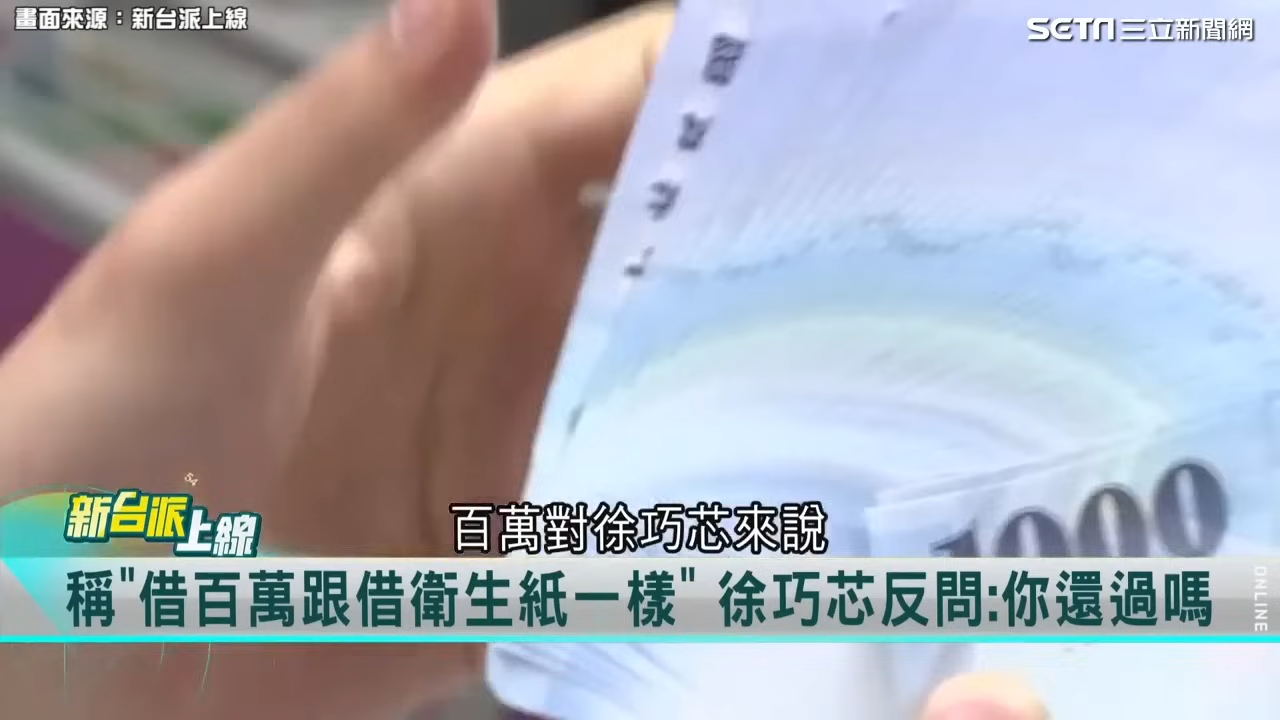 畫面來源：新台派上線
SETN三立新聞網
1000
新台派
上線
百萬對徐巧芯來說
稱"借百萬跟借衛生紙一樣" 徐巧芯反問:你還過嗎
ONLINE